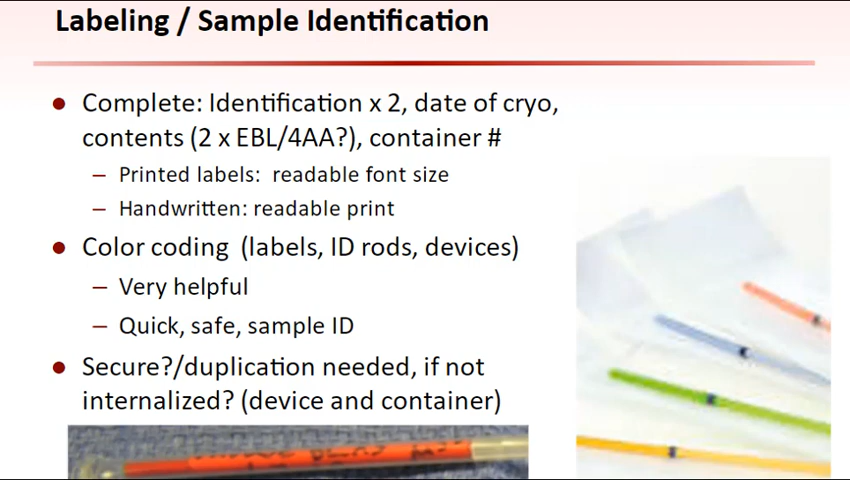 Labeling / Sample Identification
● Complete: Identification x 2, date of cryo,
contents (2 x EBL/4AA?), container #
– Printed labels: readable font size
– Handwritten: readable print
● Color coding (labels, ID rods, devices)
– Very helpful
– Quick, safe, sample ID
● Secure?/duplication needed, if not
internalized? (device and container)